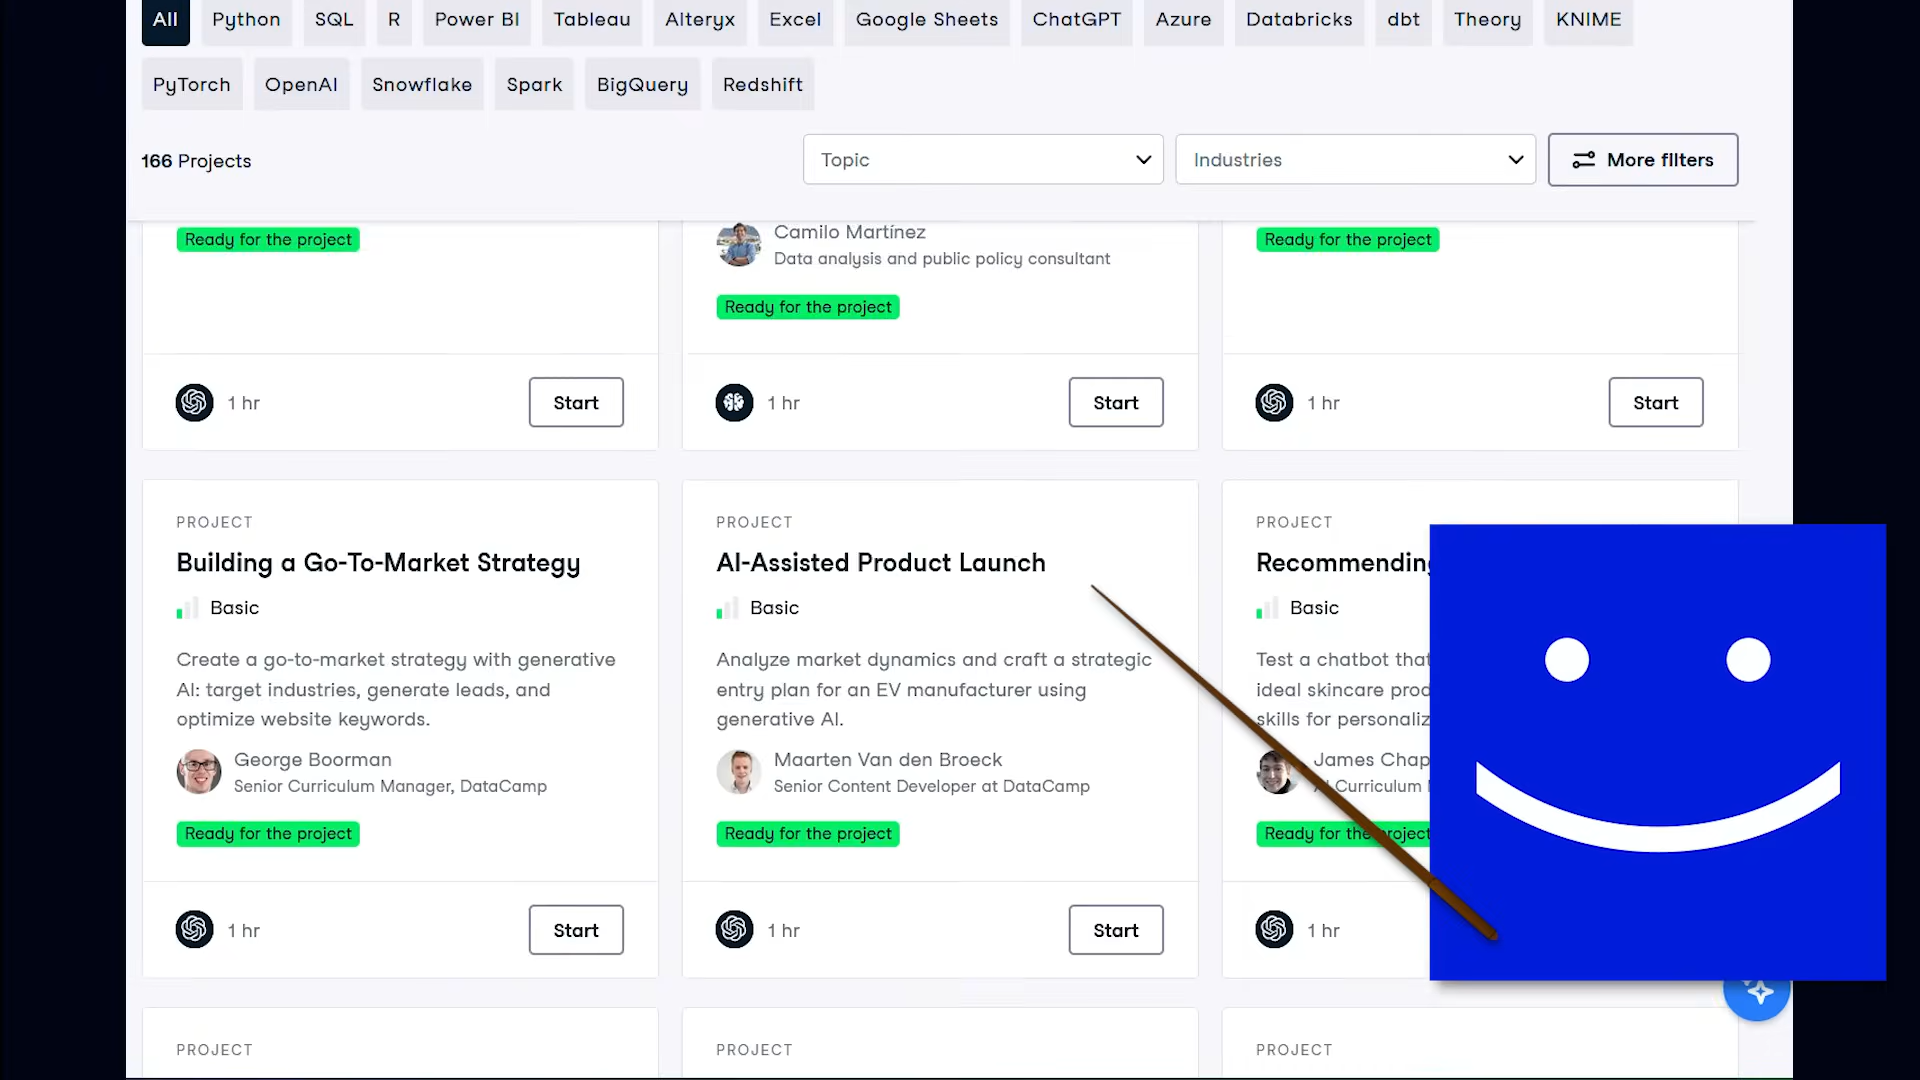 All Python SQL R Power BI Tableau Alteryx Excel Google Sheets ChatGPT Azure Databricks dbt Theory KNIME
PyTorch OpenAI Snowflake Spark BigQuery Redshift
166 Projects
Topic
Industries
More filters
Ready for the project
Camilo Martínez
Data analysis and public policy consultant
Ready for the project
Ready for the project
1 hr Start
1 hr Start
1 hr Start
PROJECT
Building a Go-To-Market Strategy
Basic
Create a go-to-market strategy with generative
AI: target industries, generate leads, and
optimize website keywords.
George Boorman
Senior Curriculum Manager, DataCamp
Ready for the project
1 hr Start
PROJECT
AI-Assisted Product Launch
Basic
Analyze market dynamics and craft a strategic
entry plan for an EV manufacturer using
generative AI.
Maarten Van den Broeck
Senior Content Developer at DataCamp
Ready for the project
1 hr Start
PROJECT
Recommending
Basic
Test a chatbot that
ideal skincare
skills for
James
Curriculum
Ready for the project
1 hr
PROJECT
PROJECT
PROJECT